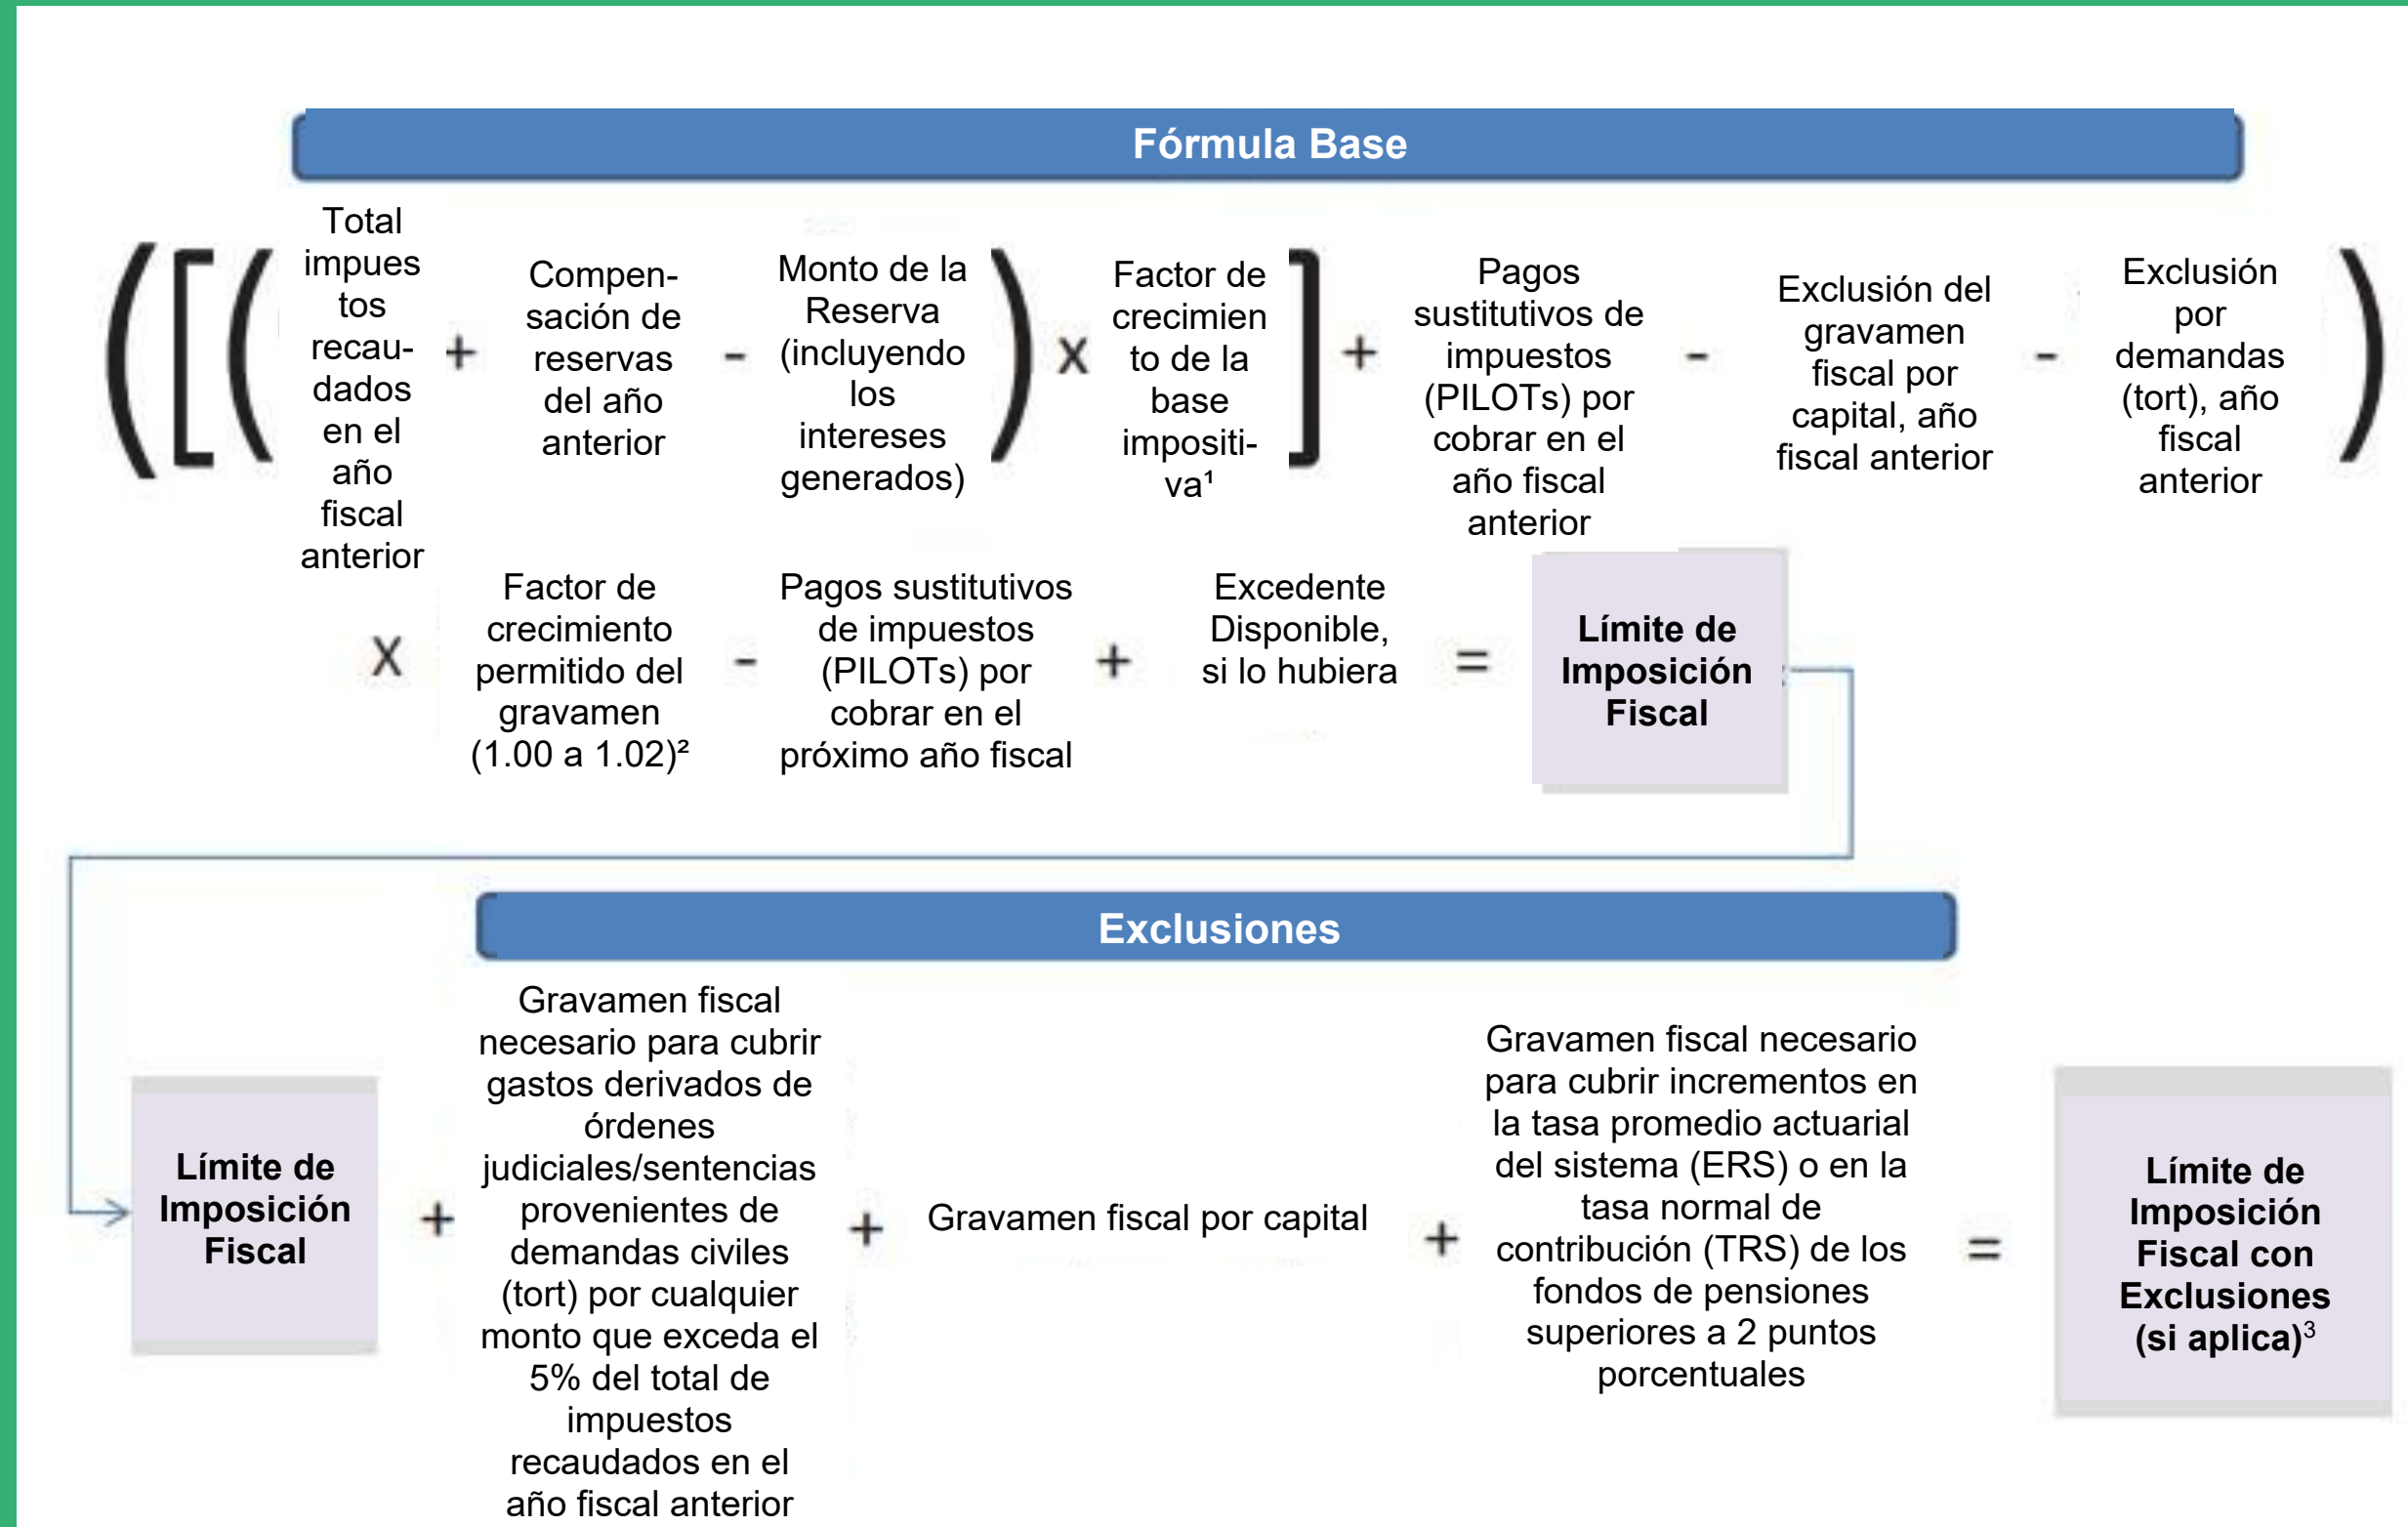 Fórmula Base
([(
Total
impues
tos
recau-
dados
en el
año
fiscal
anterior
+
Compen-
sación de
reservas
del año
anterior
-
Monto de la
Reserva
(incluyendo
los
intereses
generados)
)
x
Factor de
crecimien
to de la
base
impositi-
va¹
]
+
Pagos
sustitutivos de
impuestos
(PILOTs) por
cobrar en el
año fiscal
anterior
-
Exclusión del
gravamen
fiscal por
capital, año
fiscal anterior
-
Exclusión
por
demandas
(tort), año
fiscal
anterior
)
X
Factor de
crecimiento
permitido del
gravamen
(1.00 a 1.02)²
-
Pagos sustitutivos
de impuestos
(PILOTs) por
cobrar en el
próximo año fiscal
+
Excedente
Disponible,
si lo hubiera
=
Límite de
Imposición
Fiscal
Exclusiones
Límite de
Imposición
Fiscal
+
Gravamen fiscal
necesario para cubrir
gastos derivados de
órdenes
judiciales/sentencias
provenientes de
demandas civiles
(tort) por cualquier
monto que exceda el
5% del total de
impuestos
recaudados en el
año fiscal anterior
+
Gravamen fiscal por capital
+
Gravamen fiscal necesario
para cubrir incrementos en
la tasa promedio actuarial
del sistema (ERS) o en la
tasa normal de
contribución (TRS) de los
fondos de pensiones
superiores a 2 puntos
porcentuales
=
Límite de
Imposición
Fiscal con
Exclusiones
(si aplica)³